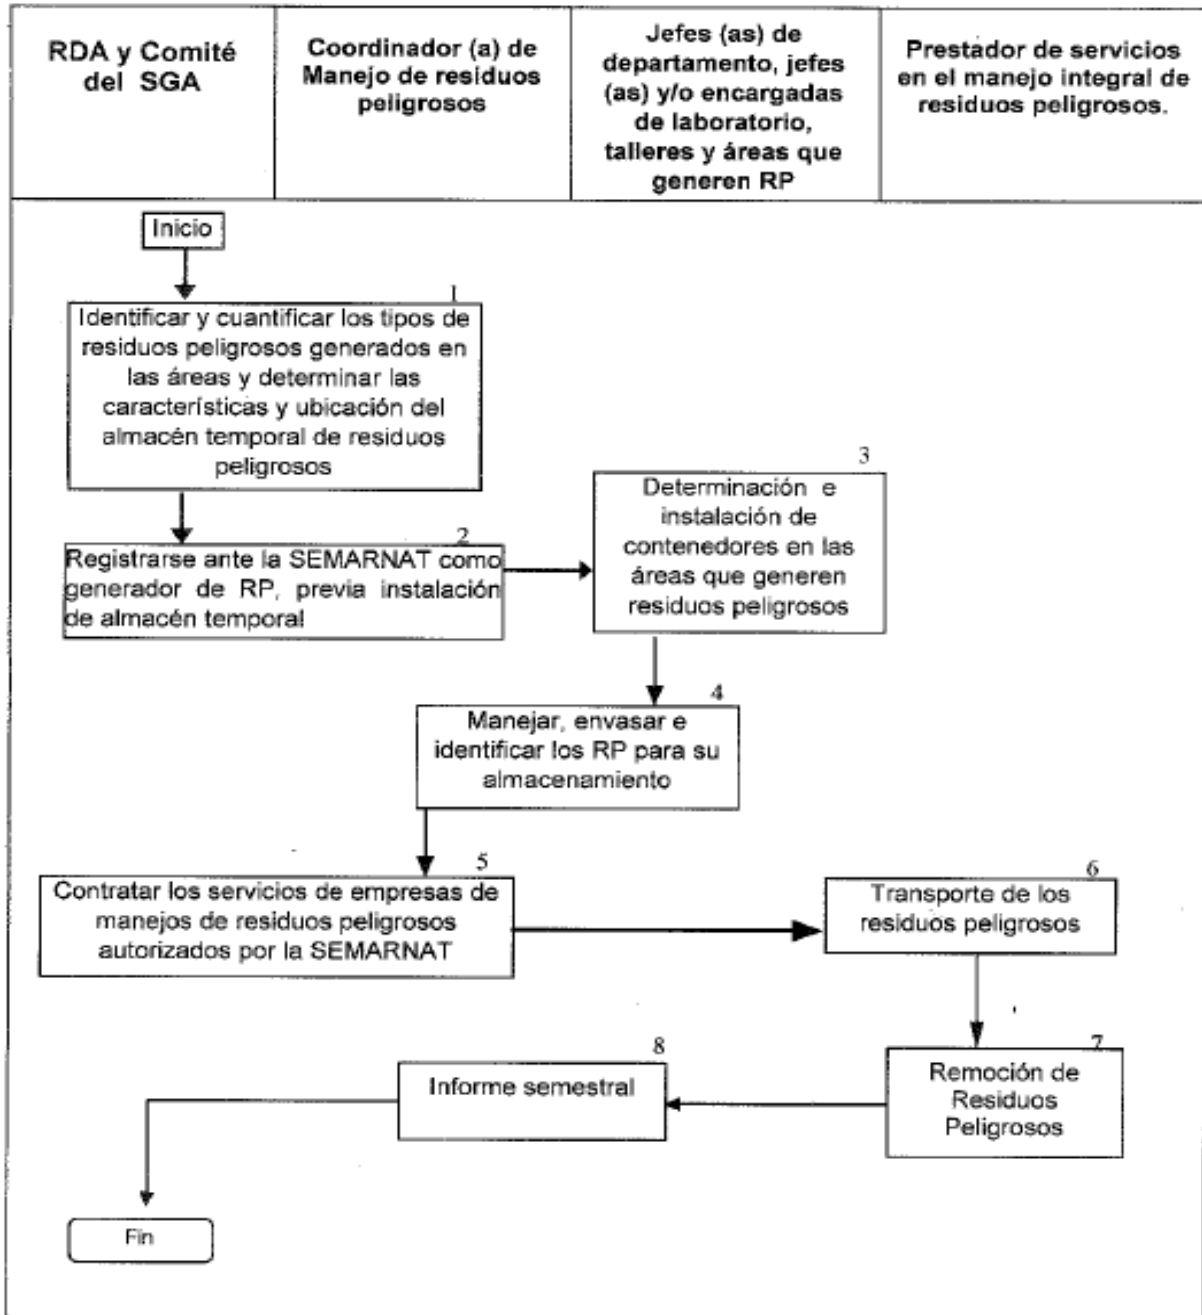 RDA y Comité
del SGA
Coordinador (a) de
Manejo de residuos
peligrosos
Jefes (as) de
departamento, jefes
(as) y/o encargadas
de laboratorio,
talleres y áreas que
generen RP
Prestador de servicios
en el manejo integral de
residuos peligrosos.
Inicio
1
Identificar y cuantificar los tipos de
residuos peligrosos generados en
las áreas y determinar las
características y ubicación del
almacén temporal de residuos
peligrosos
2
Registrarse ante la SEMARNAT como
generador de RP, previa instalación
de almacén temporal
3
Determinación e
instalación de
contenedores en las
áreas que generen
residuos peligrosos
4
Manejar, envasar e
identificar los RP para su
almacenamiento
5
Contratar los servicios de empresas de
manejos de residuos peligrosos
autorizados por la SEMARNAT
6
Transporte de los
residuos peligrosos
7
Remoción de
Residuos
Peligrosos
8
Informe semestral
Fin